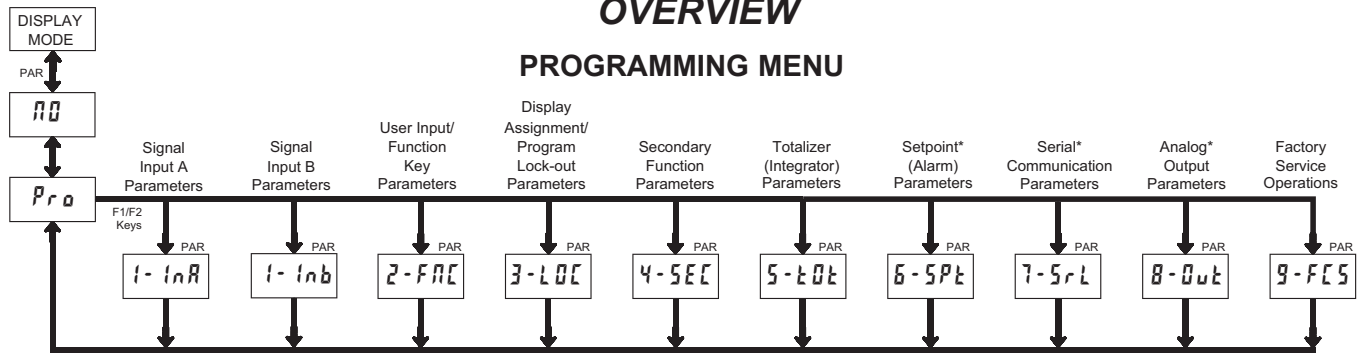 OVERVIEW
PROGRAMMING MENU
DISPLAY
MODE
PAR
NO
Pro
F1/F2
Keys
Signal
Input A
Parameters
PAR
1-InA
Signal
Input B
Parameters
PAR
1-Inb
User Input/
Function
Key
Parameters
PAR
2-FNC
Display
Assignment/
Program
Lock-out
Parameters
PAR
3-LOC
Secondary
Function
Parameters
PAR
4-SEC
Totalizer
(Integrator)
Parameters
PAR
5-tOt
Setpoint*
(Alarm)
Parameters
PAR
6-SPt
Serial*
Communication
Parameters
PAR
7-SrL
Analog*
Output
Parameters
PAR
8-Out
Factory
Service
Operations
PAR
9-FCS